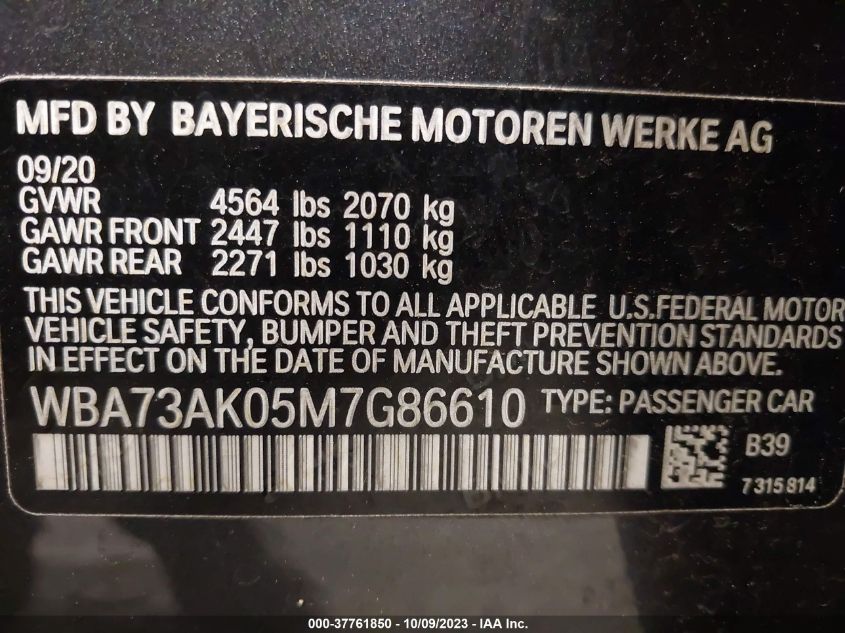 MFD BY BAYERISCHE MOTOREN WERKE AG
09/20
GVWR 4564 lbs 2070 kg
GAWR FRONT 2447 lbs 1110 kg
GAWR REAR 2271 lbs 1030 kg
THIS VEHICLE CONFORMS TO ALL APPLICABLE U.S.FEDERAL MOTOR
VEHICLE SAFETY, BUMPER AND THEFT PREVENTION STANDARDS
IN EFFECT ON THE DATE OF MANUFACTURE SHOWN ABOVE.
WBA73AK05M7G86610 TYPE: PASSENGER CAR
B39
7 315 814
000-37761850 - 10/09/2023 - IAA Inc.